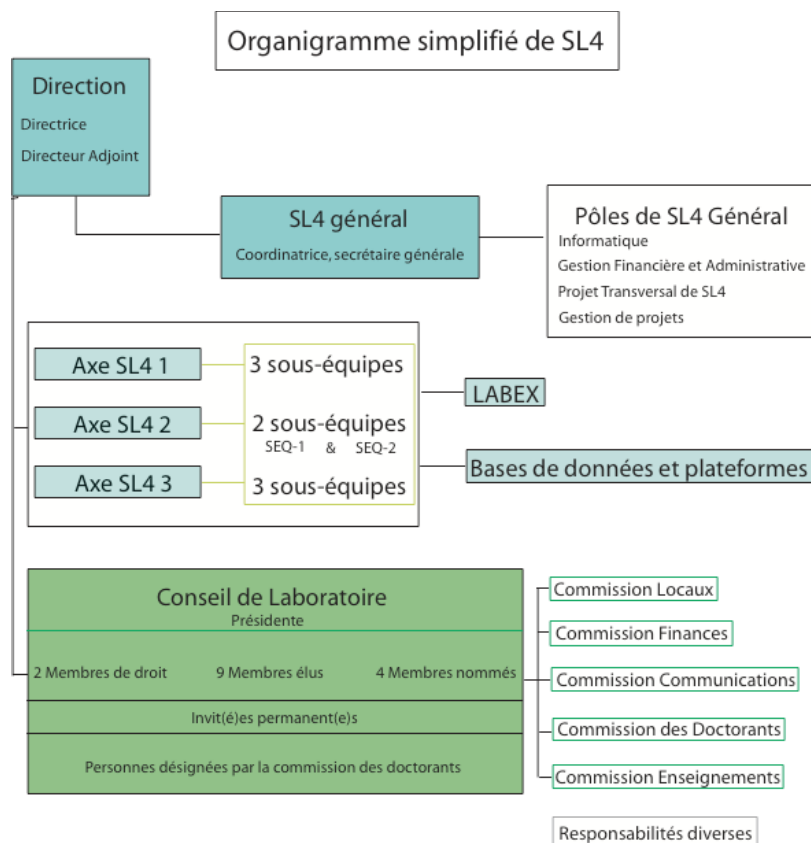 Organigramme simplifié de SL4
Direction
Directrice
Directeur Adjoint
SL4 général
Coordinatrice, secrétaire générale
Pôles de SL4 Général
Informatique
Gestion Financière et Administrative
Projet Transversal de SL4
Gestion de projets
Axe SL4 1
3 sous-équipes
Axe SL4 2
2 sous-équipes
SEQ-1 & SEQ-2
Axe SL4 3
3 sous-équipes
LABEX
Bases de données et plateformes
Conseil de Laboratoire
Présidente
2 Membres de droit 9 Membres élus 4 Membres nommés
Invit(é)es permanent(e)s
Personnes désignées par la commission des doctorants
Commission Locaux
Commission Finances
Commission Communications
Commission des Doctorants
Commission Enseignements
Responsabilités diverses